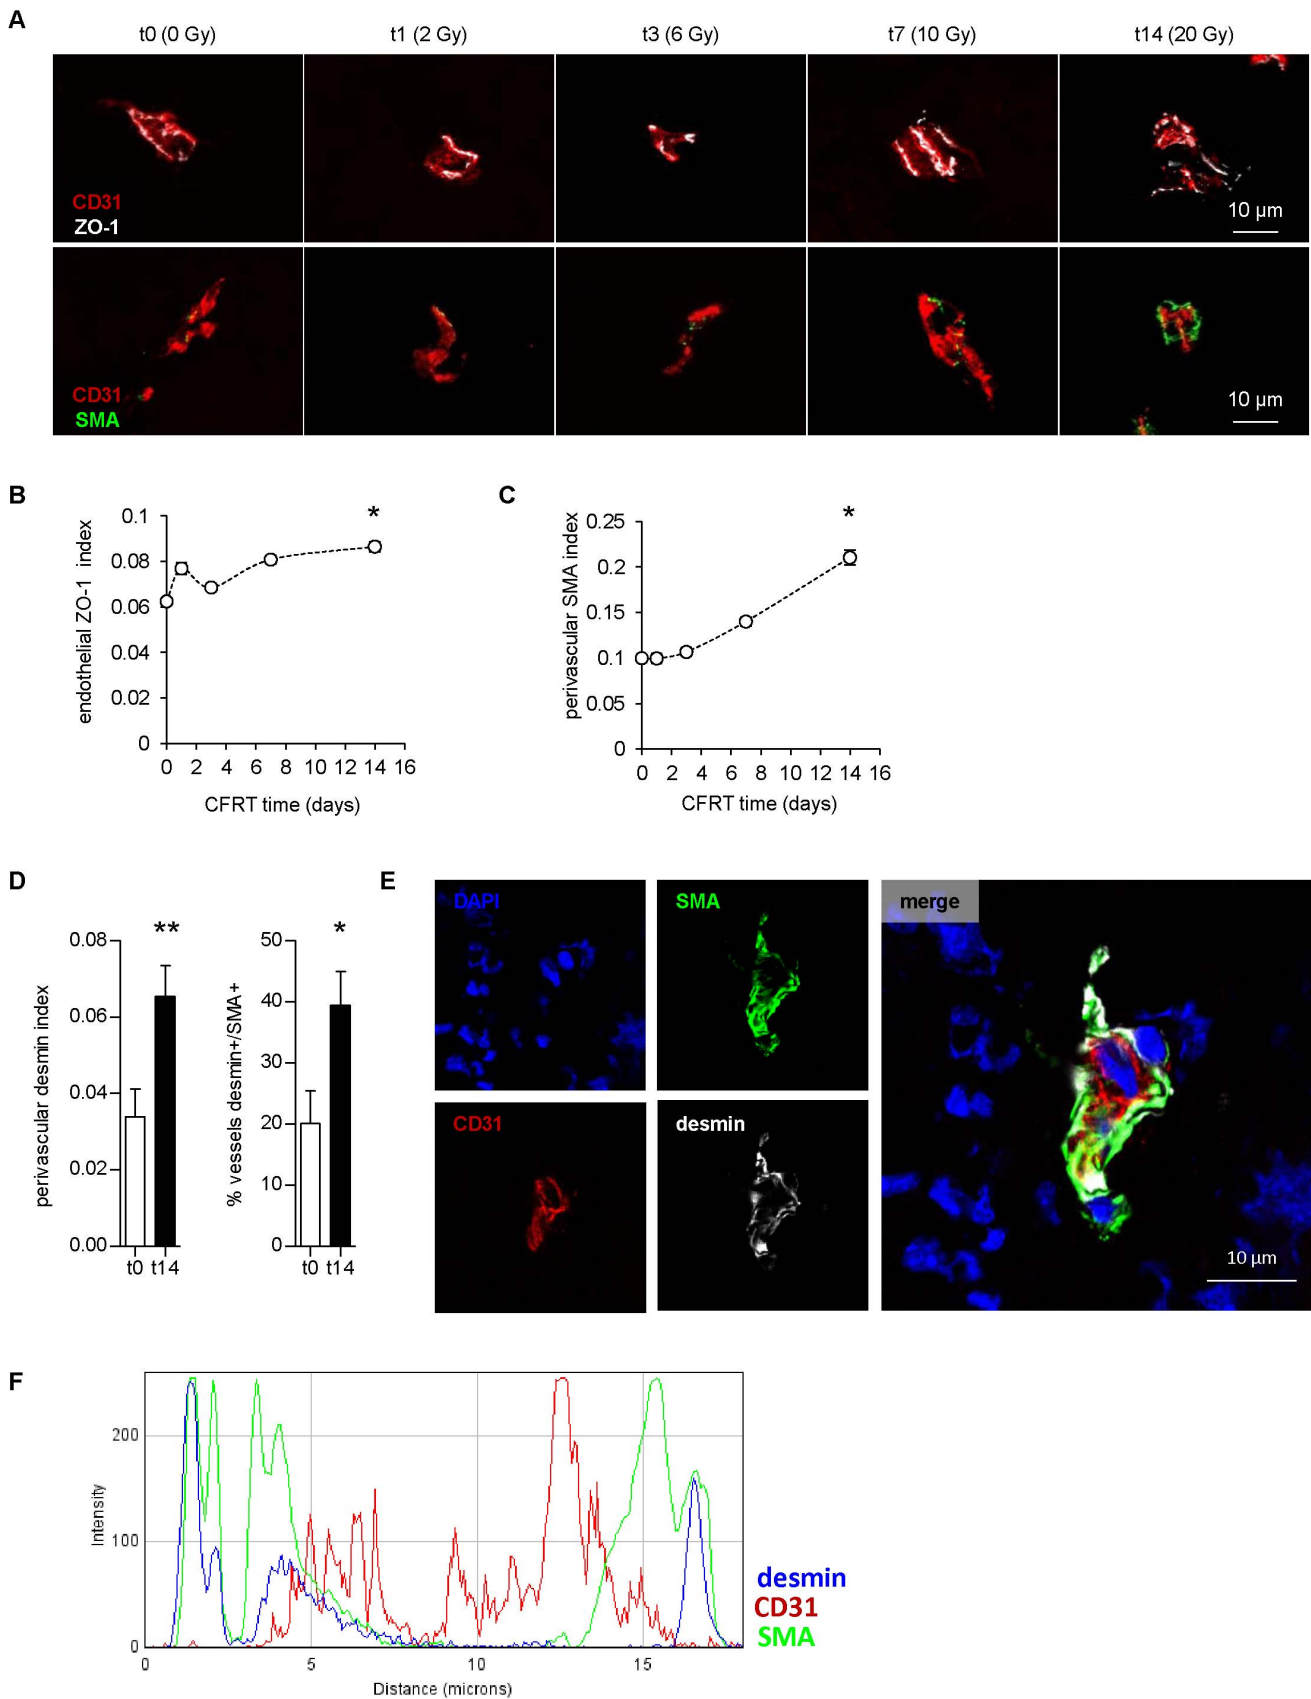 A
t0 (0 Gy) t1 (2 Gy) t3 (6 Gy) t7 (10 Gy) t14 (20 Gy)
CD31
ZO-1
10 µm
CD31
SMA
10 µm
B
endothelial ZO-1 index
0.1
0.08
0.06
0.04
0.02
0
0 2 4 6 8 10 12 14 16
CFRT time (days)
*
C
perivascular SMA index
0.25
0.2
0.15
0.1
0.05
0
0 2 4 6 8 10 12 14 16
CFRT time (days)
*
D
perivascular desmin index
0.08
0.06
0.04
0.02
0.00
t0 t14
**
% vessels desmin+/SMA+
50
40
30
20
10
0
t0 t14
*
E
DAPI
SMA
CD31
desmin
merge
10 µm
F
Intensity
200
100
0
0 5 10 15
Distance (microns)
desmin
CD31
SMA